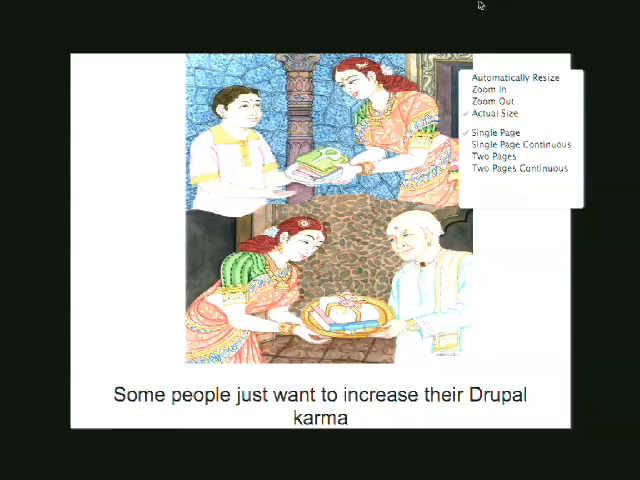 Automatically Resize
Zoom In
Zoom Out
Actual Size
Single Page
Single Page Continuous
Two Pages
Two Pages Continuous
Some people just want to increase their Drupal
karma